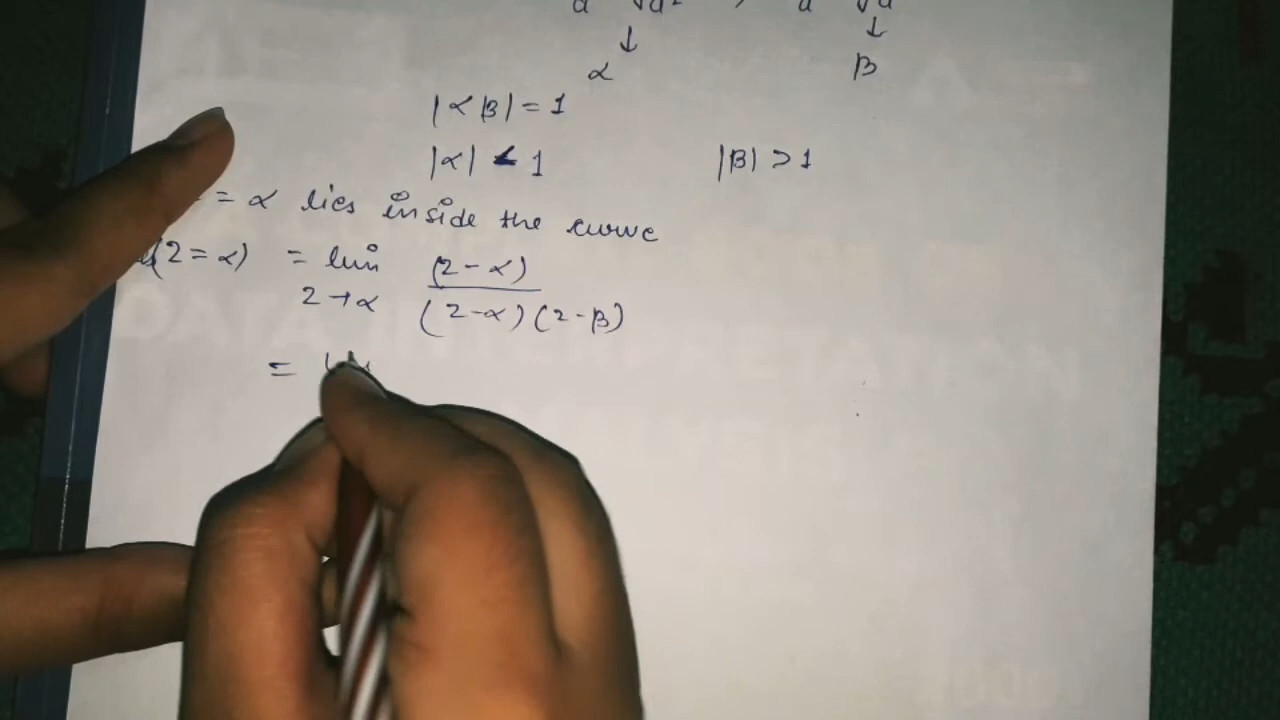 ↓ ↓
α β
|αβ| = 1
|α| < 1 |β| > 1
= α lies inside the curve
(z = α) = lim (z - α)
z → α (z - α) (z - β)
=